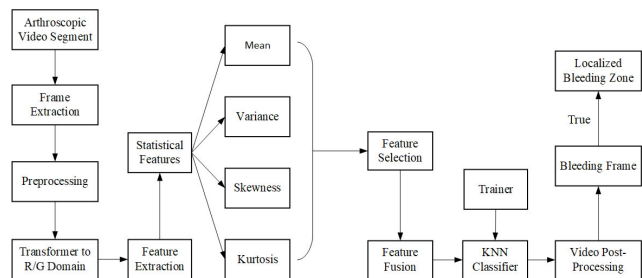 Arthroscopic
Video Segment
Frame
Extraction
Preprocessing
Transformer to
R/G Domain
Feature
Extraction
Statistical
Features
Mean
Variance
Skewness
Kurtosis
Feature
Selection
Feature
Fusion
Trainer
KNN
Classifier
Video Post-
Processing
Bleeding Frame
True
Localized
Bleeding Zone